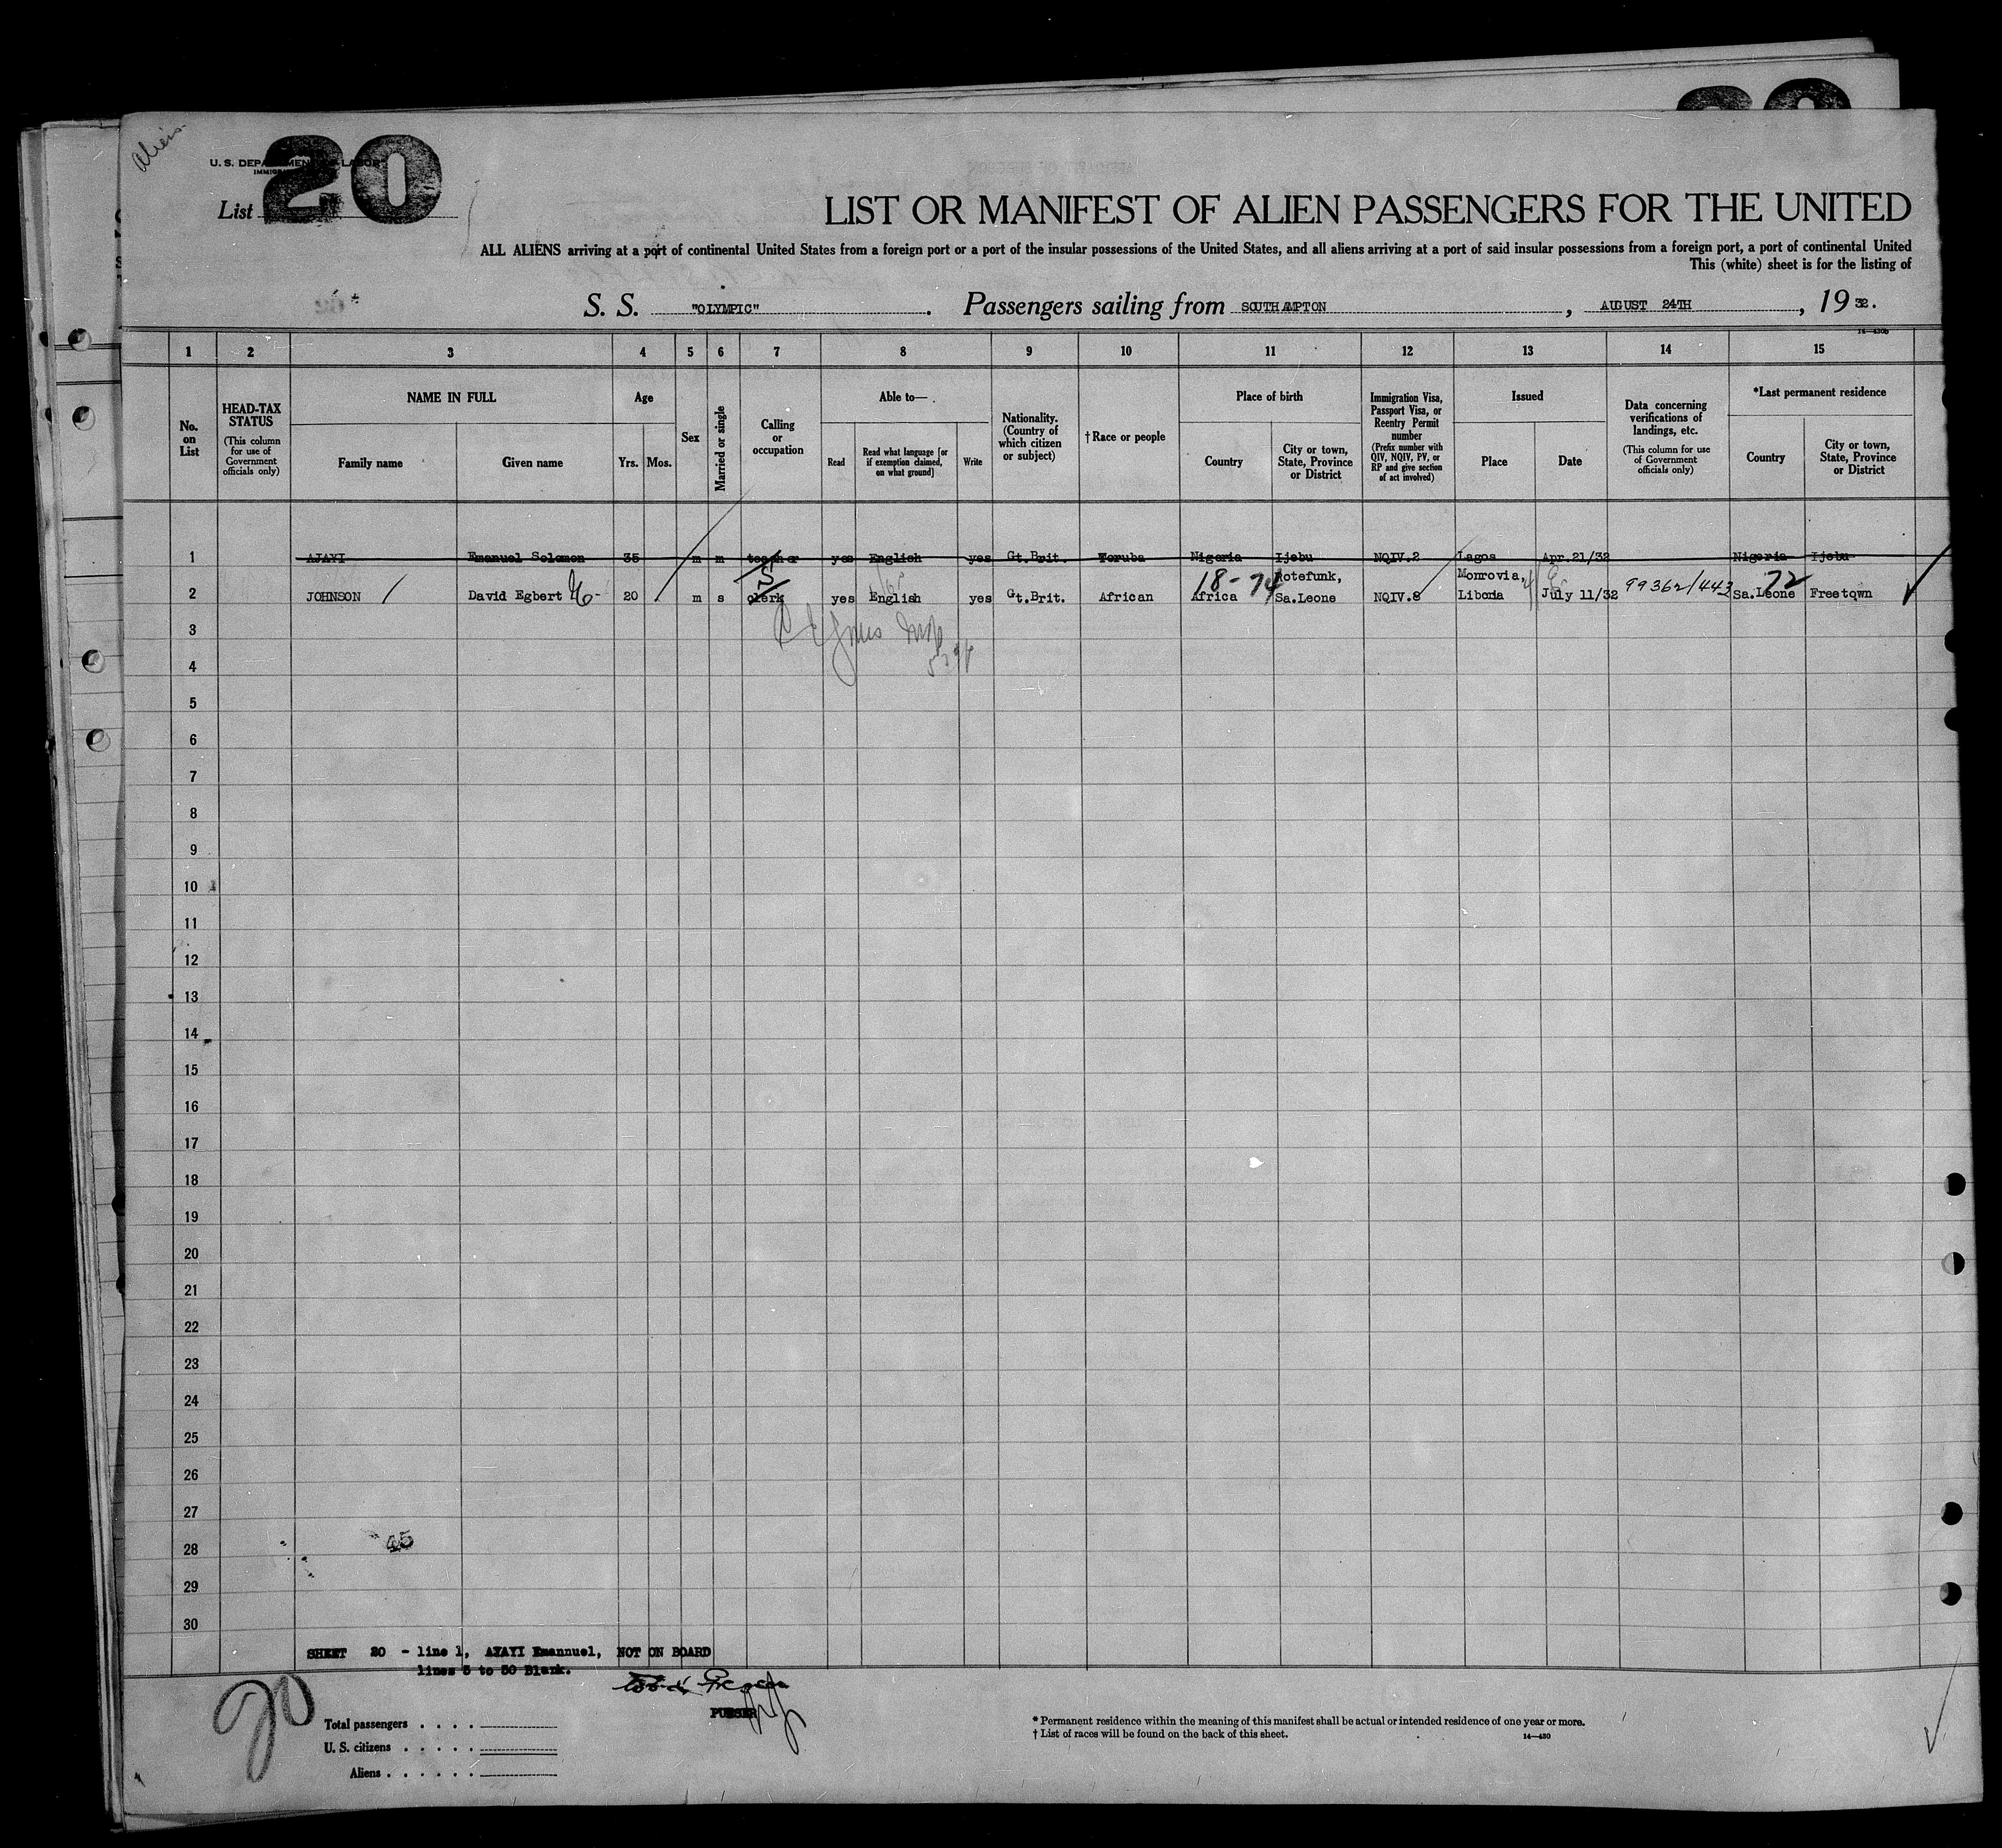 Aliens.
20
U. S. DEPARTMENT OF LABOR
List
LIST OR MANIFEST OF ALIEN PASSENGERS FOR THE UNITED
ALL ALIENS arriving at a port of continental United States from a foreign port or a port of the insular possessions of the United States, and all aliens arriving at a port of said insular possessions from a foreign port, a port of continental United
This (white) sheet is for the listing of
S. S. "OLYMPIC". Passengers sailing from SOUTHAMPTON, AUGUST 24TH, 19 32.
14—430b
1 2 3 4 5 6 7 8 9 10 11 12 13 14 15
No. on List
HEAD-TAX STATUS (This column for use of Government officials only)
NAME IN FULL
Family name Given name
Age
Yrs. Mos.
Sex
Married or single
Calling or occupation
Able to—
Read Read what language [or if exemption claimed, on what ground] Write
Nationality. (Country of which citizen or subject)
† Race or people
Place of birth
Country City or town, State, Province or District
Immigration Visa, Passport Visa, or Reentry Permit number (Prefix number with QIV, NQIV, PV, or RP and give section of act involved)
Issued
Place Date
Data concerning verifications of landings, etc. (This column for use of Government officials only)
*Last permanent residence
Country City or town, State, Province or District
1 AJAYI Emanuel Solomon 35 m m teacher yes English yes Gt.Brit. Yoruba Nigeria Ijebu NQIV.2 Lagos Apr.21/32 Nigeria Ijebu
18-74 Rotefunk, Monrovia, 72
2 JOHNSON David Egbert 20 m s clerk yes English yes Gt.Brit. African Africa Sa.Leone NQIV.8 Liberia July 11/32 99362/443 Sa.Leone Freetown
3
4
5
6
7
8
9
10
11
12
13
14
15
16
17
18
19
20
21
22
23
24
25
26
27
28 45
29
30
SHEET 20 - line 1, AJAYI Emannuel, NOT ON BOARD
lines 3 to 30 Blank.
PURSER
Total passengers . . . .
U. S. citizens . . . . .
Aliens . . . . . .
* Permanent residence within the meaning of this manifest shall be actual or intended residence of one year or more.
† List of races will be found on the back of this sheet.
14—430